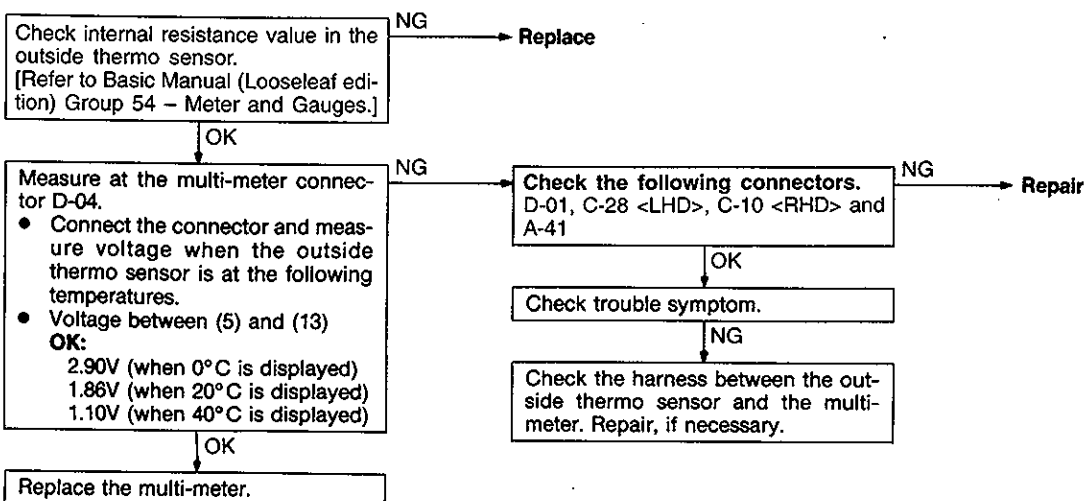 Check internal resistance value in the
outside thermo sensor.
[Refer to Basic Manual (Looseleaf edi-
tion) Group 54 – Meter and Gauges.]
NG
Replace
OK
Measure at the multi-meter connec-
tor D-04.
● Connect the connector and meas-
ure voltage when the outside
thermo sensor is at the following
temperatures.
● Voltage between (5) and (13)
OK:
2.90V (when 0°C is displayed)
1.86V (when 20°C is displayed)
1.10V (when 40°C is displayed)
NG
Check the following connectors.
D-01, C-28 <LHD>, C-10 <RHD> and
A-41
NG
Repair
OK
Check trouble symptom.
NG
Check the harness between the out-
side thermo sensor and the multi-
meter. Repair, if necessary.
OK
Replace the multi-meter.